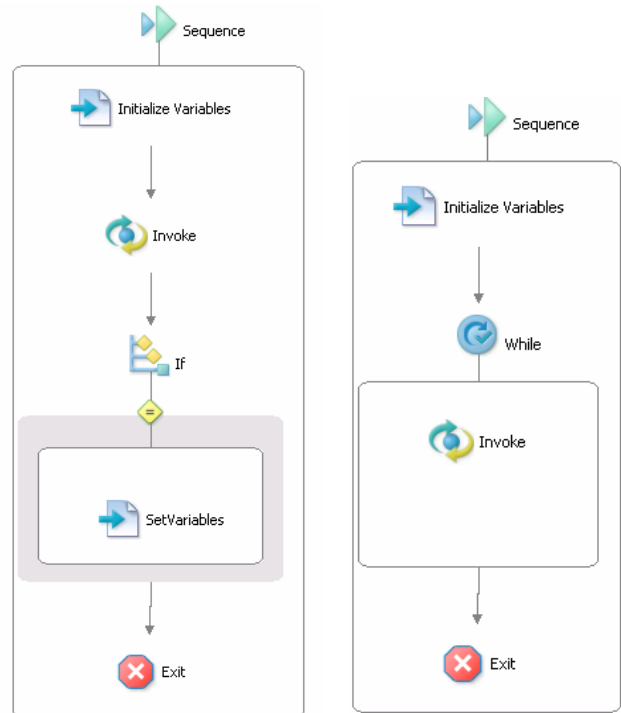 Sequence
Initialize Variables
Invoke
If
=
SetVariables
Exit
Sequence
Initialize Variables
While
Invoke
Exit